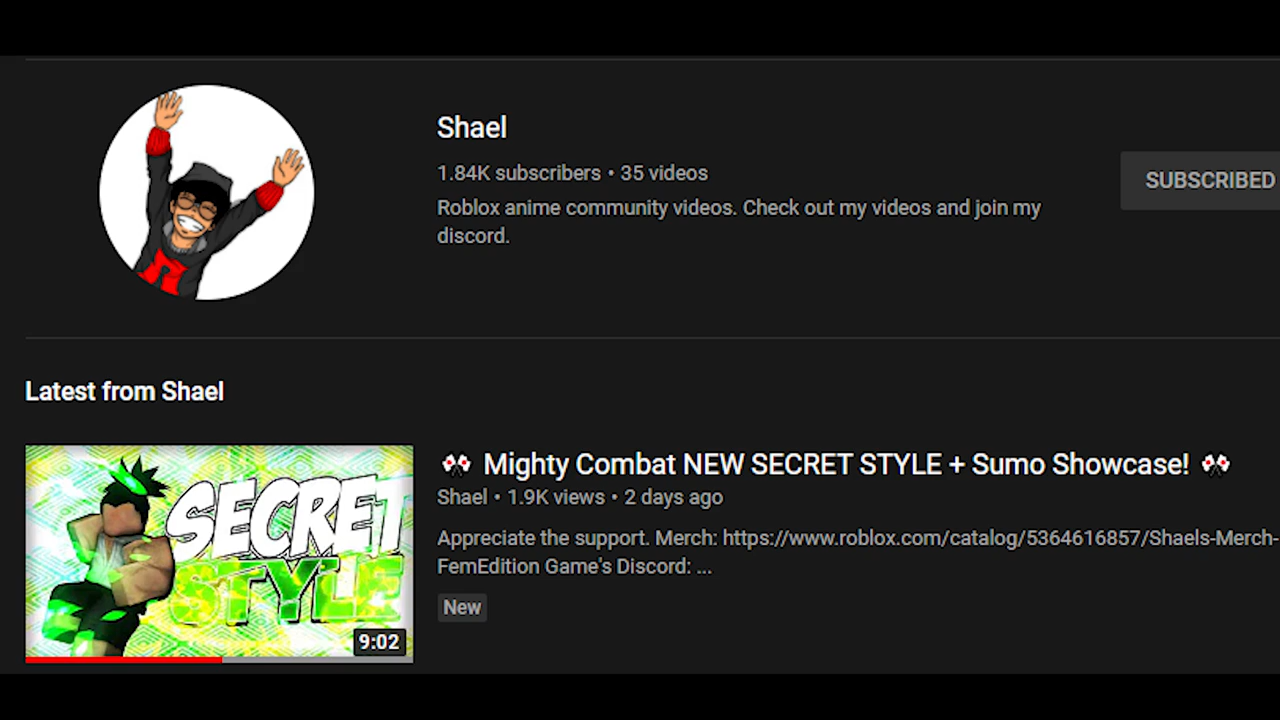 Shael
1.84K subscribers • 35 videos
SUBSCRIBED
Roblox anime community videos. Check out my videos and join my
discord.
Latest from Shael
SECRET
STYLE
9:02
🎌 Mighty Combat NEW SECRET STYLE + Sumo Showcase! 🎌
Shael • 1.9K views • 2 days ago
Appreciate the support. Merch: https://www.roblox.com/catalog/5364616857/Shaels-Merch-
FemEdition Game's Discord: ...
New